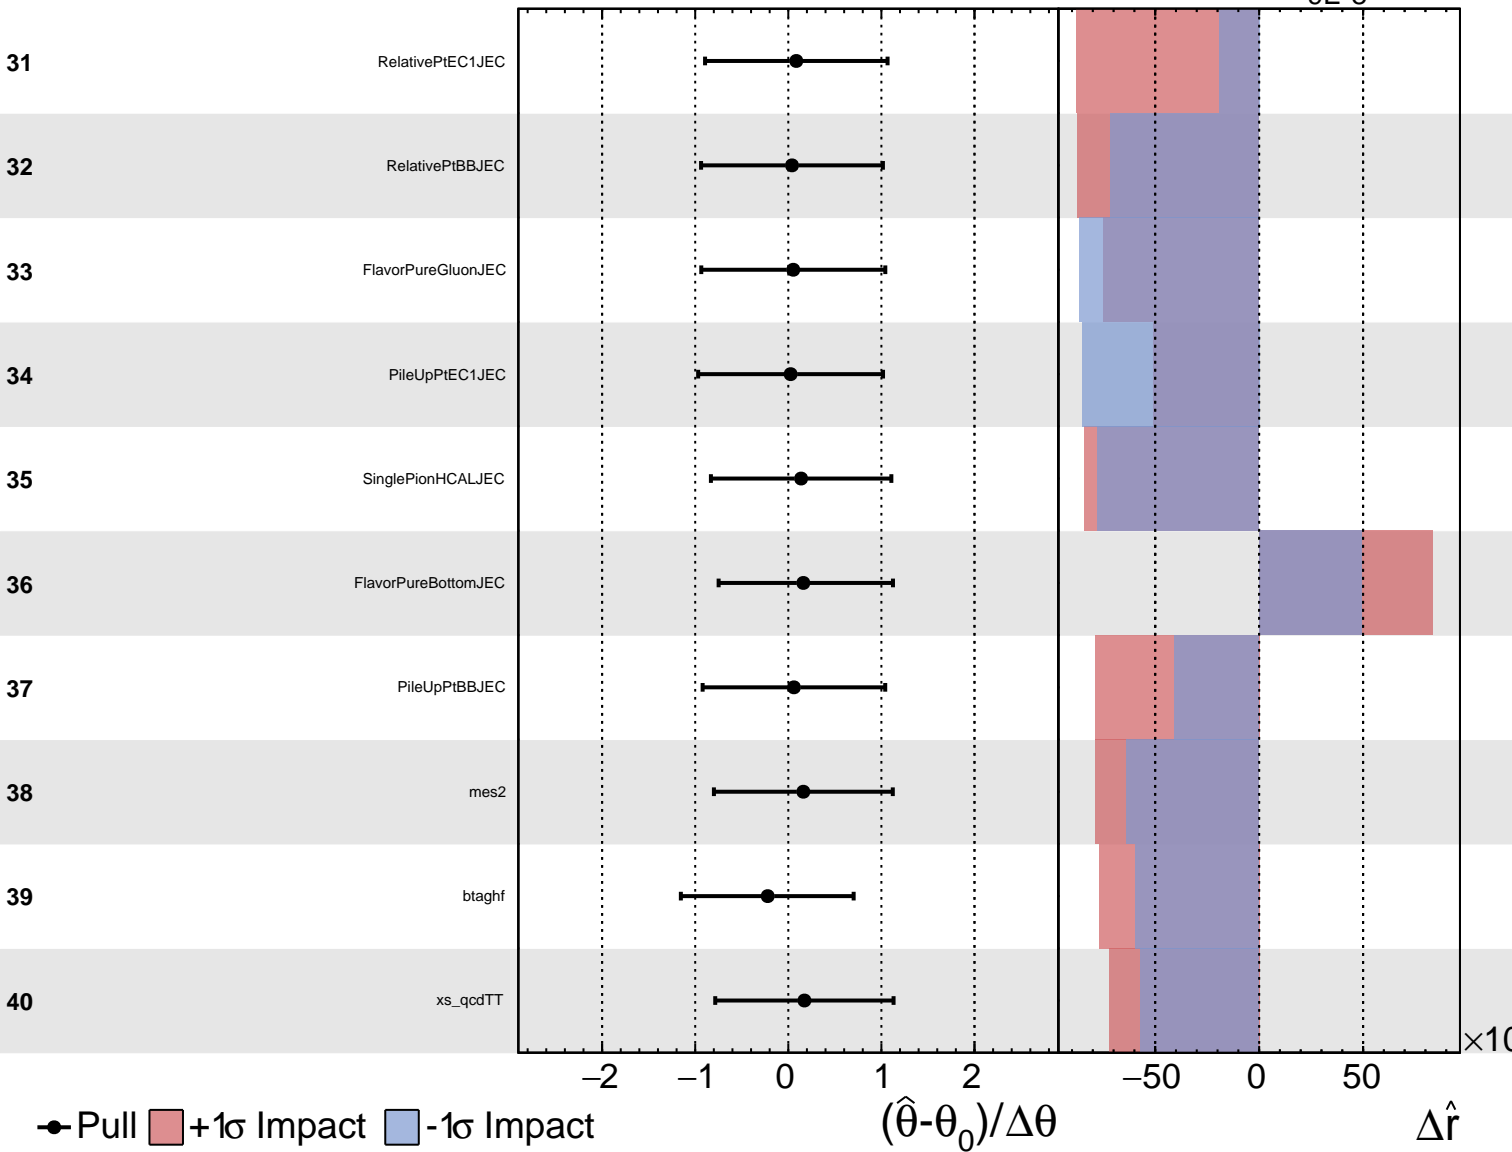 31 RelativePtEC1JEC
32 RelativePtBBJEC
33 FlavorPureGluonJEC
34 PileUpPtEC1JEC
35 SinglePionHCALJEC
36 FlavorPureBottomJEC
37 PileUpPtBBJEC
38 mes2
39 btaghf
40 xs_qcdTT
×10
−2 −1 0 1 2 −50 0 50
Pull +1σ Impact -1σ Impact (θ̂-θ₀)/Δθ Δr̂